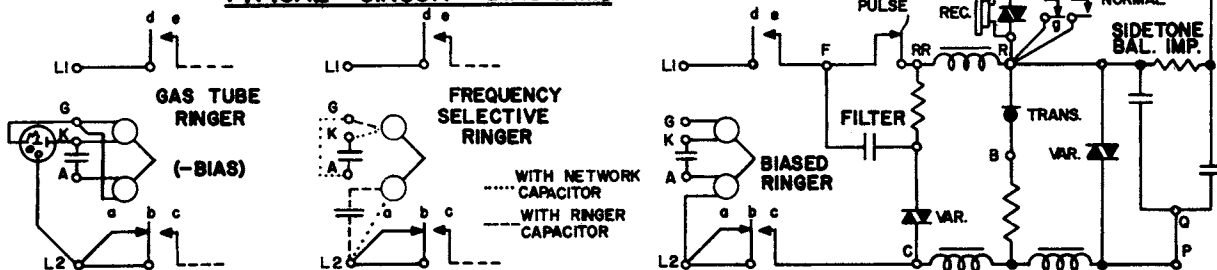 PULSE
REC.
g
NORMAL
d e
L1
GAS TUBE
RINGER
(–BIAS)
G
K
A
a b c
L2
d e
L1
FREQUENCY
SELECTIVE
RINGER
G
K
A
WITH NETWORK
CAPACITOR
WITH RINGER
CAPACITOR
a b c
L2
d e
L1
F
RR
R
SIDETONE
BAL. IMP.
FILTER
G
K
A
BIASED
RINGER
TRANS.
B
VAR.
VAR.
a b c
L2
C
Q
P